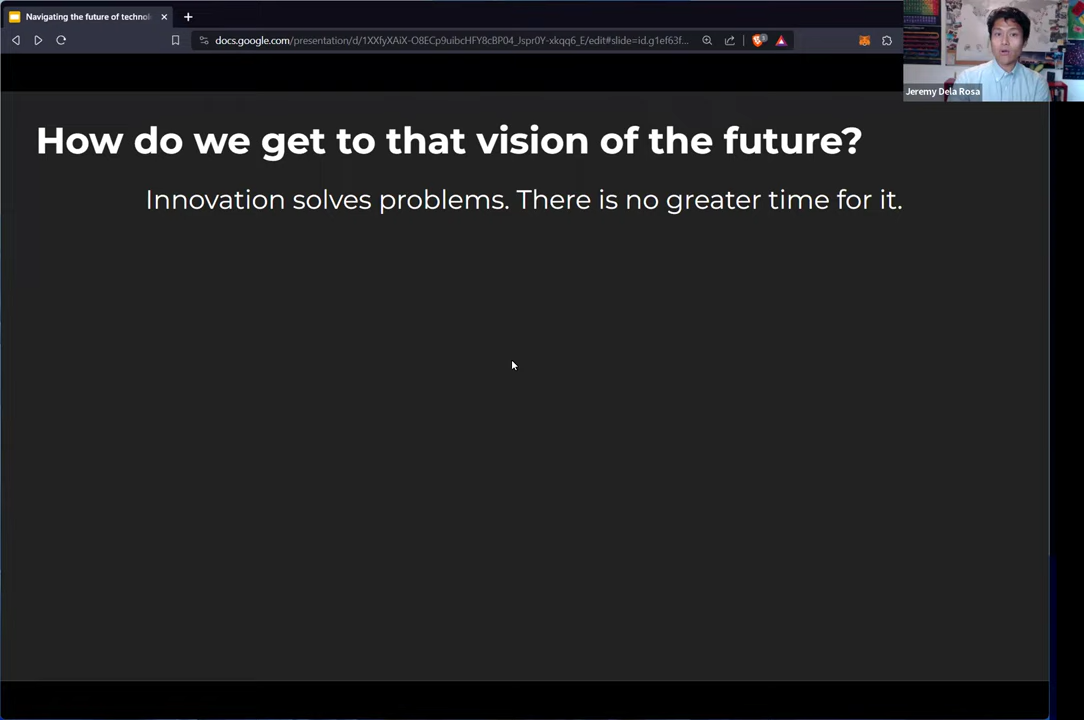 Navigating the future of technol
docs.google.com/presentation/d/1XXfyXAiX-O8ECp9uibcHFY8cBP04_Jspr0Y-xkqq6_E/edit#slide=id.g1ef63f...
Jeremy Dela Rosa
How do we get to that vision of the future?
Innovation solves problems. There is no greater time for it.